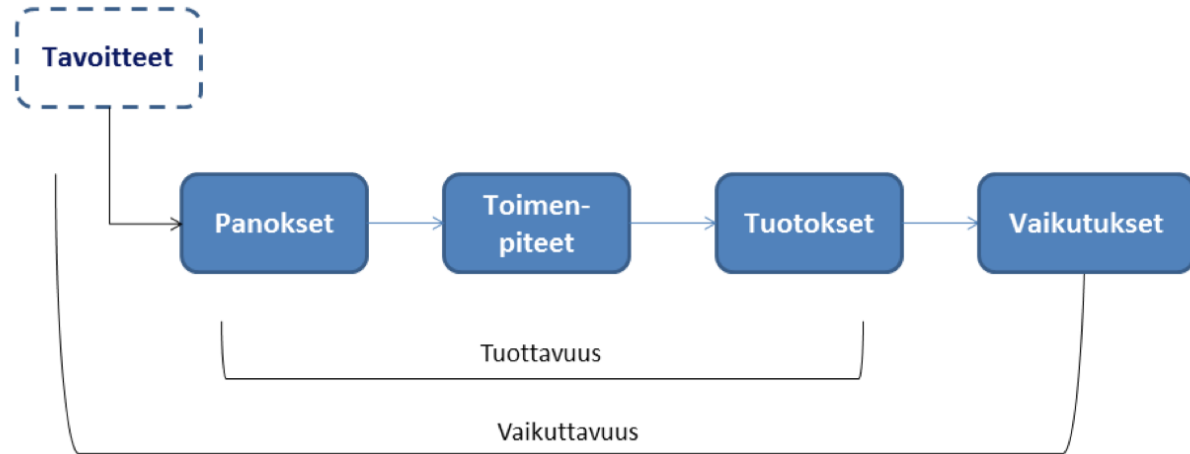 Tavoitteet
Panokset
Toimen-
piteet
Tuotokset
Vaikutukset
Tuottavuus
Vaikuttavuus